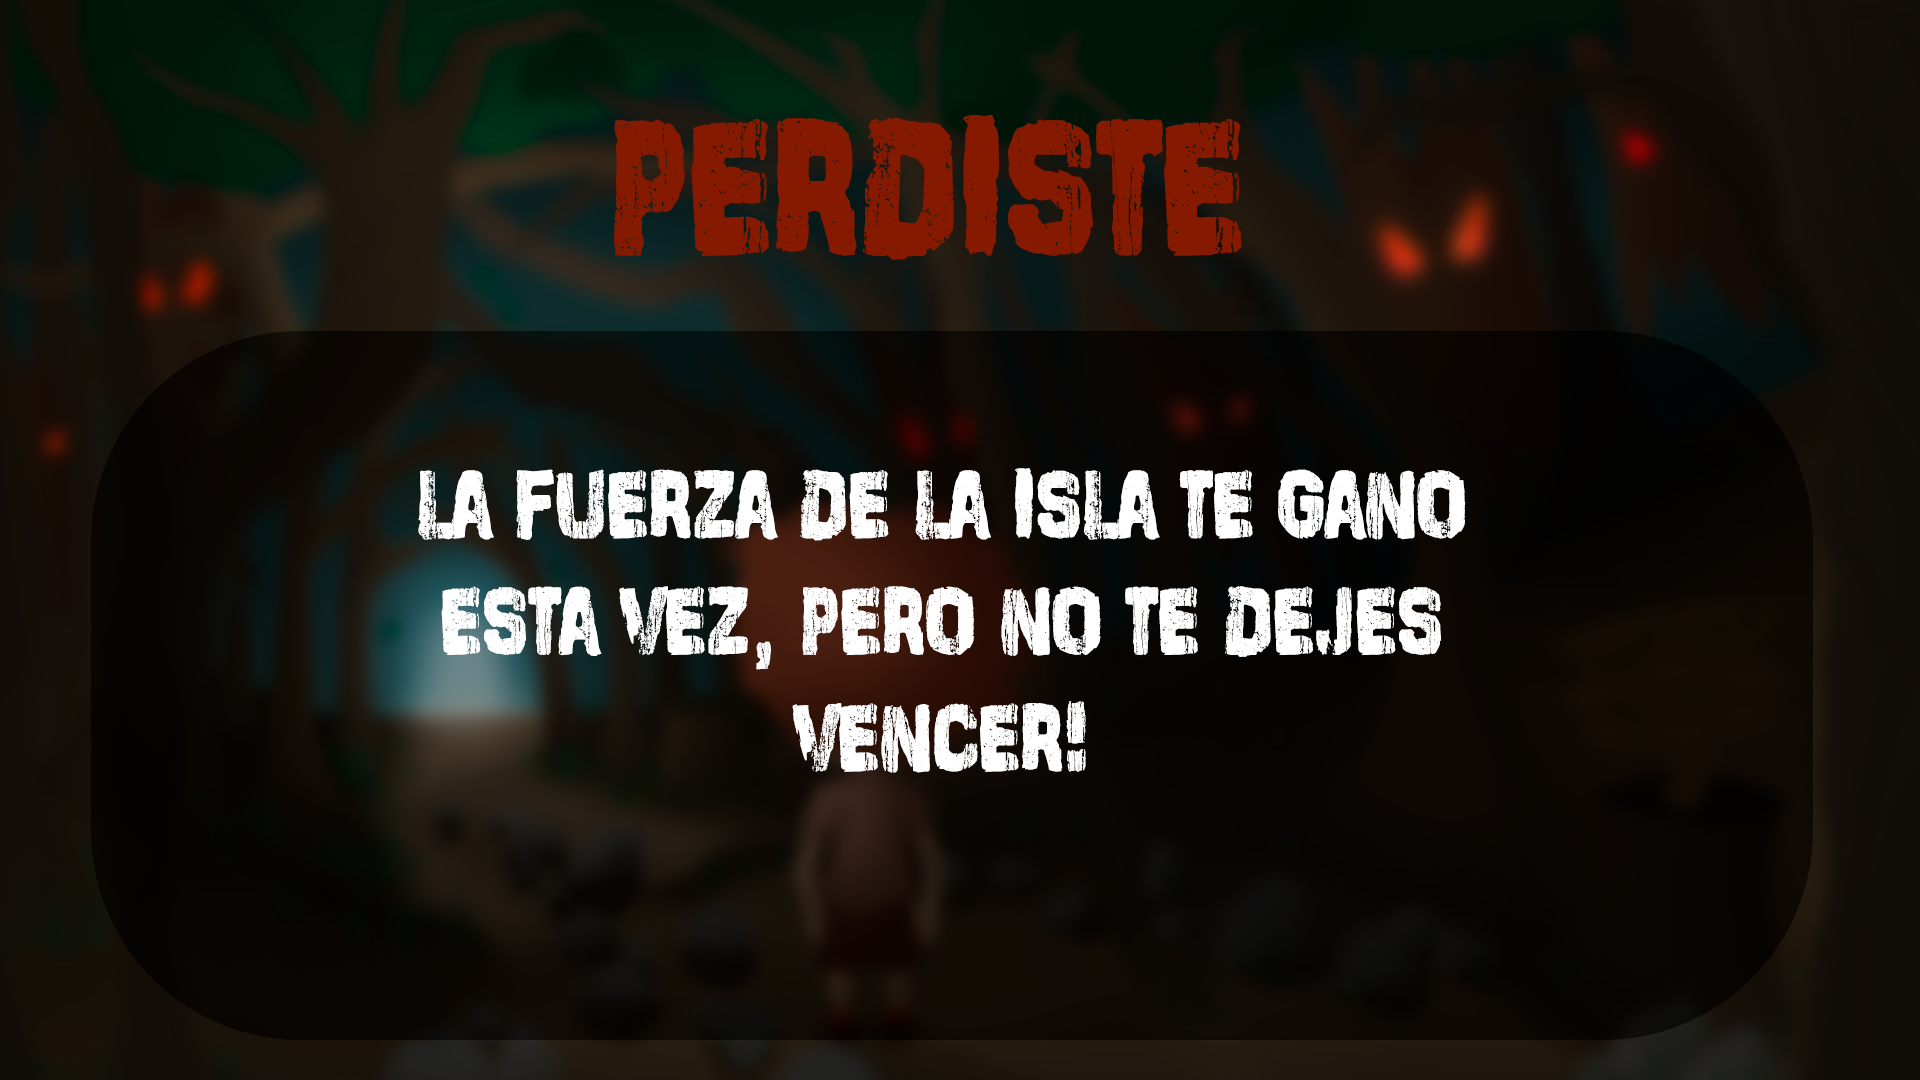 PERDISTE
LA FUERZA DE LA ISLA TE GANO
ESTA VEZ, PERO NO TE DEJES
VENCER!